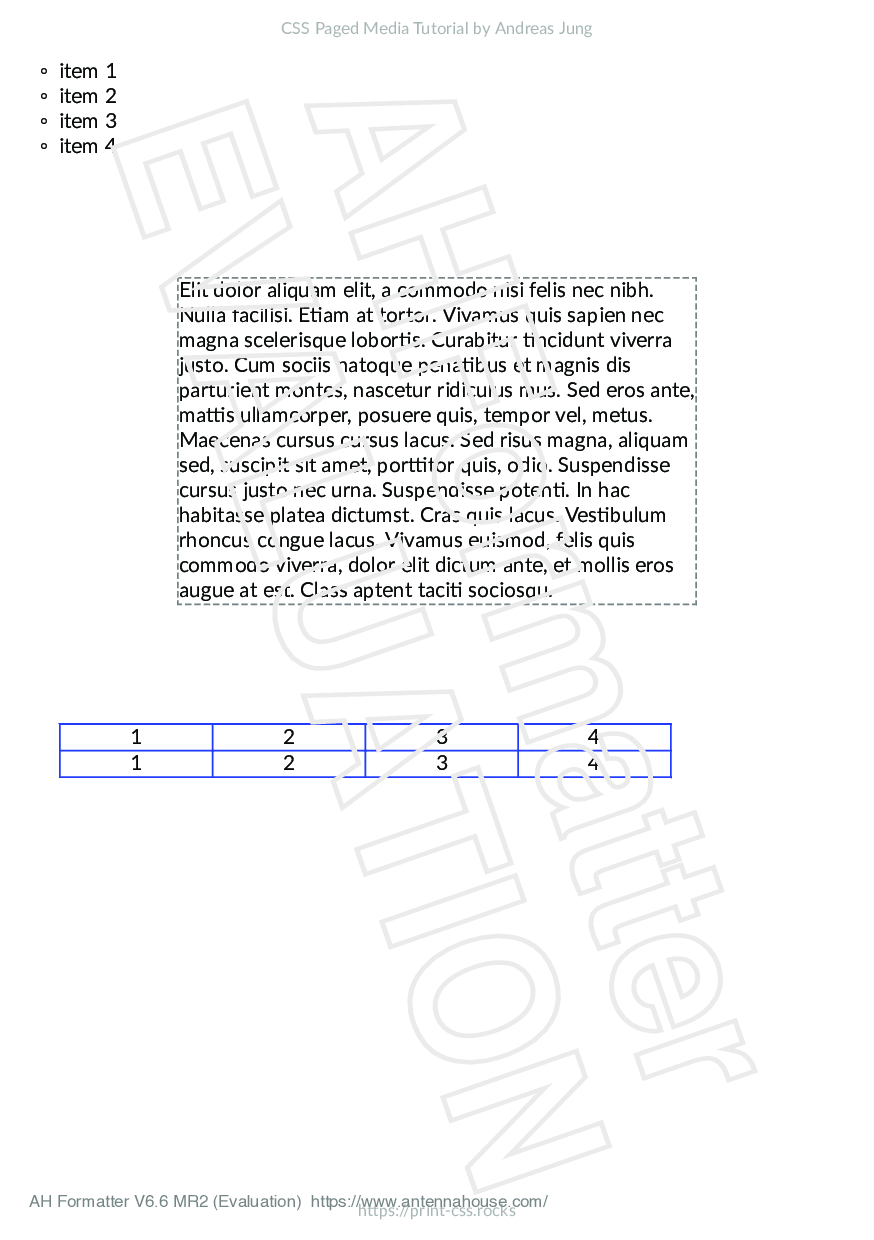 CSS Paged Media Tutorial by Andreas Jung
item 1
item 2
item 3
item 4
Elit dolor aliquam elit, a commodo nisi felis nec nibh.
Nulla facilisi. Etiam at tortor. Vivamus quis sapien nec
magna scelerisque lobortis. Curabitur tincidunt viverra
justo. Cum sociis natoque penatibus et magnis dis
parturient montes, nascetur ridiculus mus. Sed eros ante,
mattis ullamcorper, posuere quis, tempor vel, metus.
Maecenas cursus cursus lacus. Sed risus magna, aliquam
sed, suscipit sit amet, porttitor quis, odio. Suspendisse
cursus justo nec urna. Suspendisse potenti. In hac
habitasse platea dictumst. Cras quis lacus. Vestibulum
rhoncus congue lacus. Vivamus euismod, felis quis
commodo viverra, dolor elit dictum ante, et mollis eros
augue at est. Class aptent taciti sociosqu.
1 2 3 4
1 2 3 4
AH Formatter
EVALUATION
AH Formatter V6.6 MR2 (Evaluation) https://www.antennahouse.com/
https://print-css.rocks